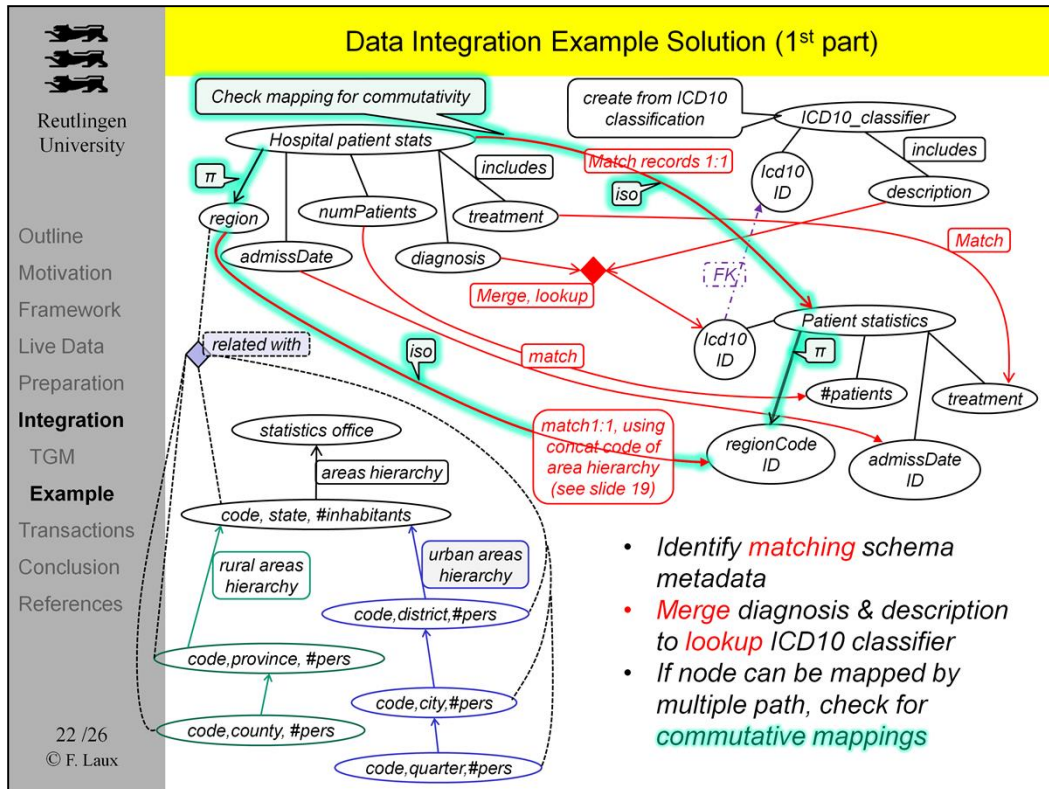 Data Integration Example Solution (1st part)
Reutlingen
University
Outline
Motivation
Framework
Live Data
Preparation
Integration
TGM
Example
Transactions
Conclusion
References
22 /26
© F. Laux
Check mapping for commutativity
create from ICD10
classification
ICD10_classifier
Hospital patient stats
includes
Match records 1:1
includes
π
iso
Icd10
ID
description
region
numPatients
treatment
admissDate
diagnosis
Match
FK
Merge, lookup
related with
iso
match
Icd10
ID
Patient statistics
π
#patients
treatment
statistics office
match1:1, using
concat code of
area hierarchy
(see slide 19)
regionCode
ID
admissDate
ID
areas hierarchy
code, state, #inhabitants
rural areas
hierarchy
urban areas
hierarchy
code,district,#pers
code,province, #pers
code,city,#pers
code,county, #pers
code,quarter,#pers
• Identify matching schema
metadata
• Merge diagnosis & description
to lookup ICD10 classifier
• If node can be mapped by
multiple path, check for
commutative mappings